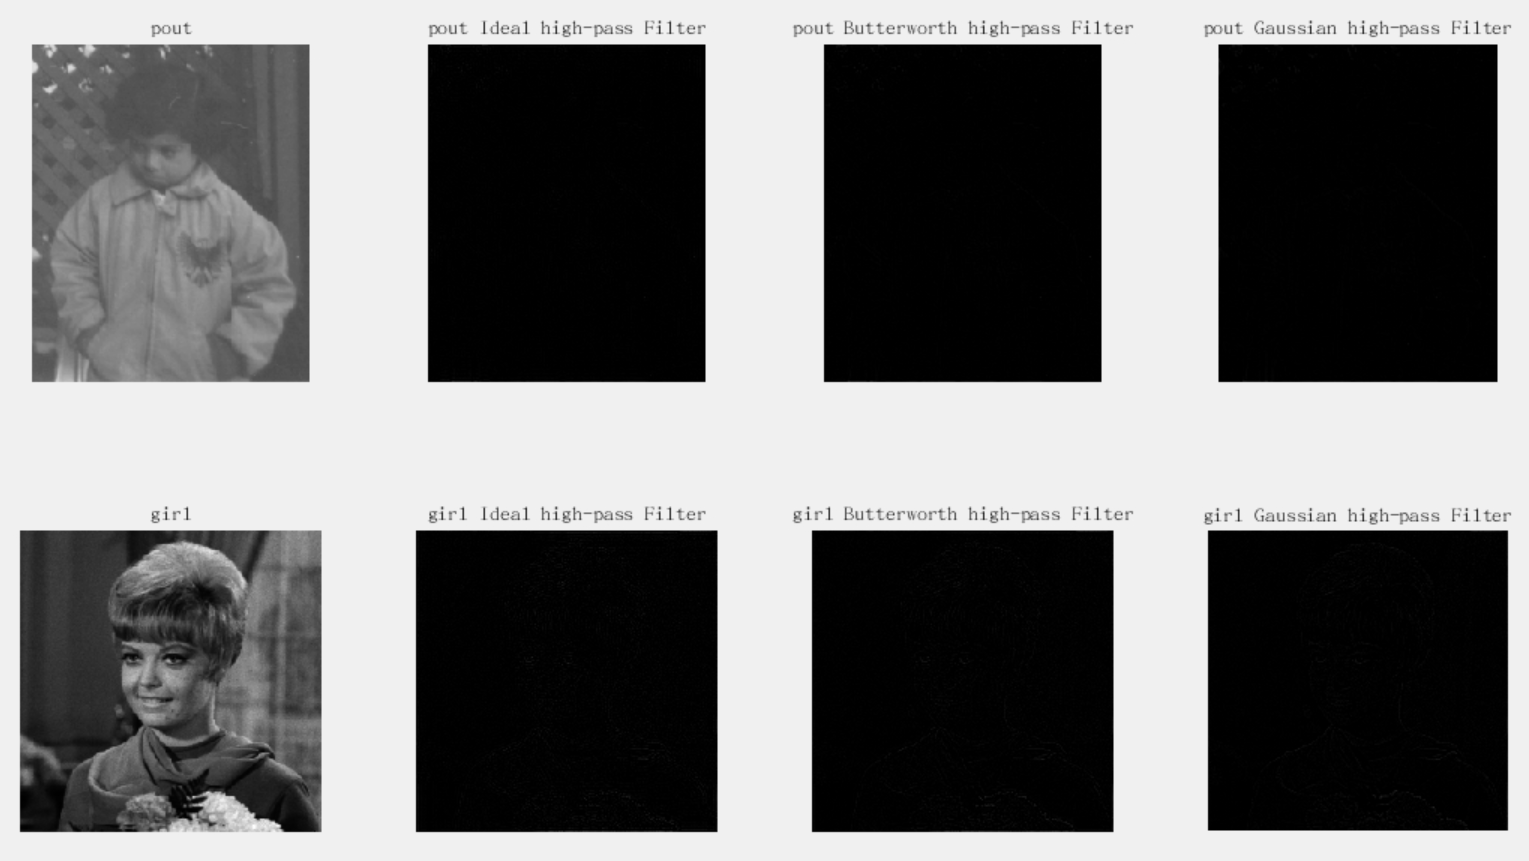 pout
pout Ideal high-pass Filter
pout Butterworth high-pass Filter
pout Gaussian high-pass Filter
girl
girl Ideal high-pass Filter
girl Butterworth high-pass Filter
girl Gaussian high-pass Filter